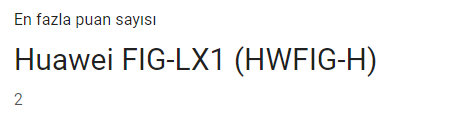 En fazla puan sayısı
Huawei FIG-LX1 (HWFIG-H)
2